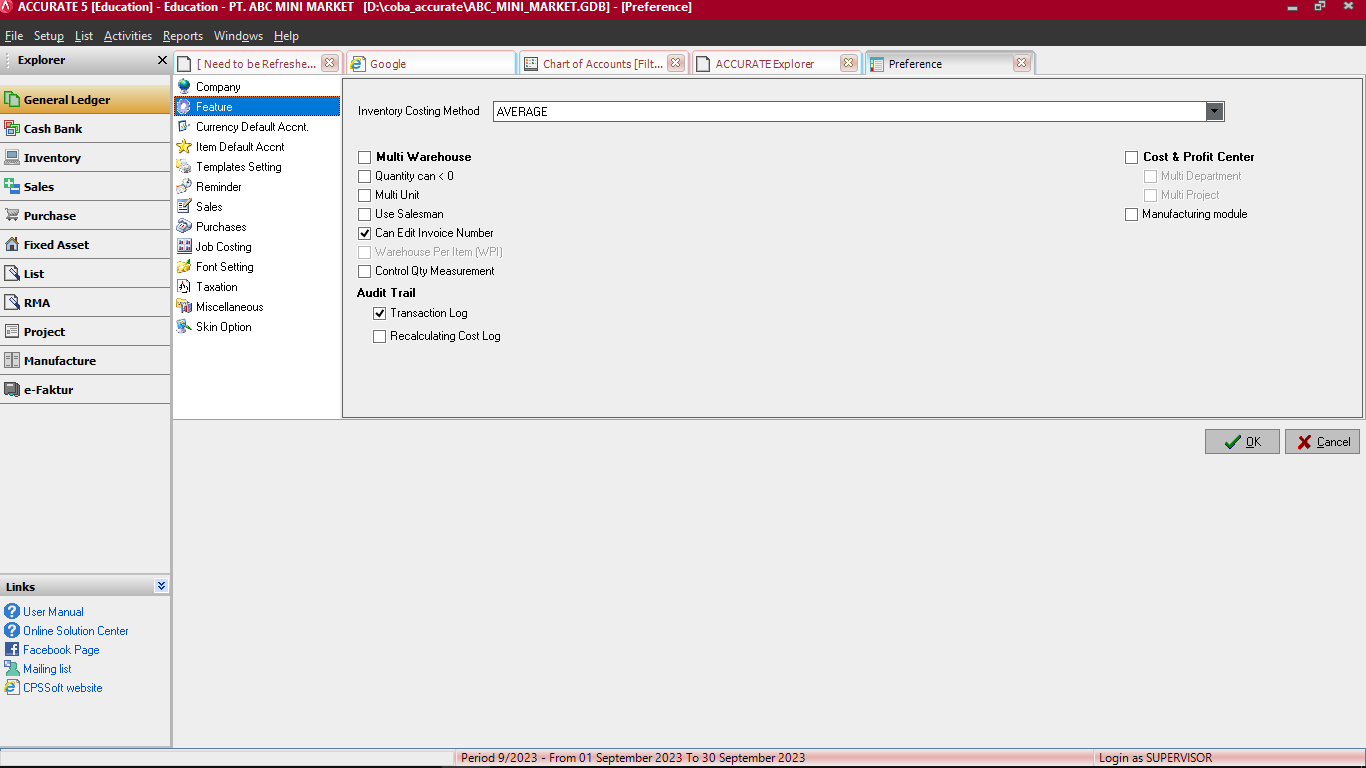 ACCURATE 5 [Education] - Education - PT. ABC MINI MARKET [D:\coba_accurate\ABC_MINI_MARKET.GDB] - [Preference]
File Setup List Activities Reports Windows Help
Explorer
[ Need to be Refreshe... Google Chart of Accounts [Filt... ACCURATE Explorer Preference
General Ledger
Cash Bank
Inventory
Sales
Purchase
Fixed Asset
List
RMA
Project
Manufacture
e-Faktur
Company
Feature
Currency Default Accnt.
Item Default Accnt
Templates Setting
Reminder
Sales
Purchases
Job Costing
Font Setting
Taxation
Miscellaneous
Skin Option
Inventory Costing Method AVERAGE
Multi Warehouse
Quantity can < 0
Multi Unit
Use Salesman
Can Edit Invoice Number
Warehouse Per Item (WPI)
Control Qty Measurement
Audit Trail
Transaction Log
Recalculating Cost Log
Cost & Profit Center
Multi Department
Multi Project
Manufacturing module
OK Cancel
Links
User Manual
Online Solution Center
Facebook Page
Mailing list
CPSSoft website
Period 9/2023 - From 01 September 2023 To 30 September 2023 Login as SUPERVISOR